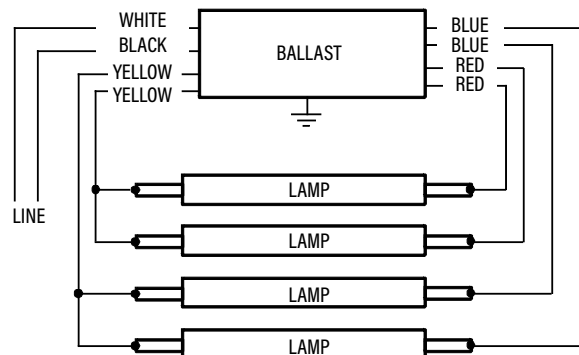 WHITE
BLACK
YELLOW
YELLOW
BALLAST
BLUE
BLUE
RED
RED
LINE
LAMP
LAMP
LAMP
LAMP